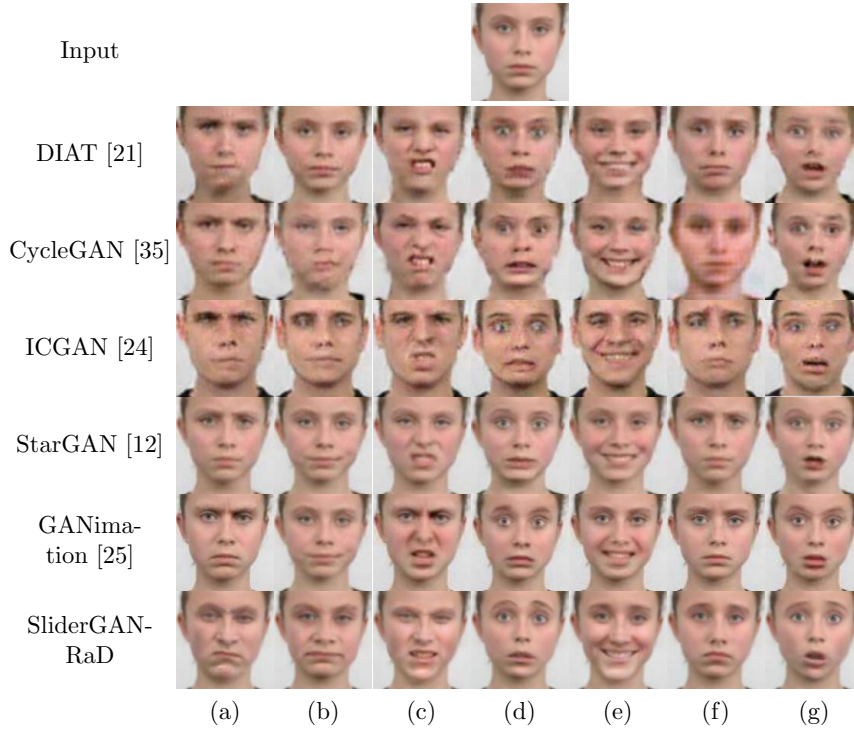 Input
DIAT [21]
CycleGAN [35]
ICGAN [24]
StarGAN [12]
GANima-
tion [25]
SliderGAN-
RaD
(a) (b) (c) (d) (e) (f) (g)